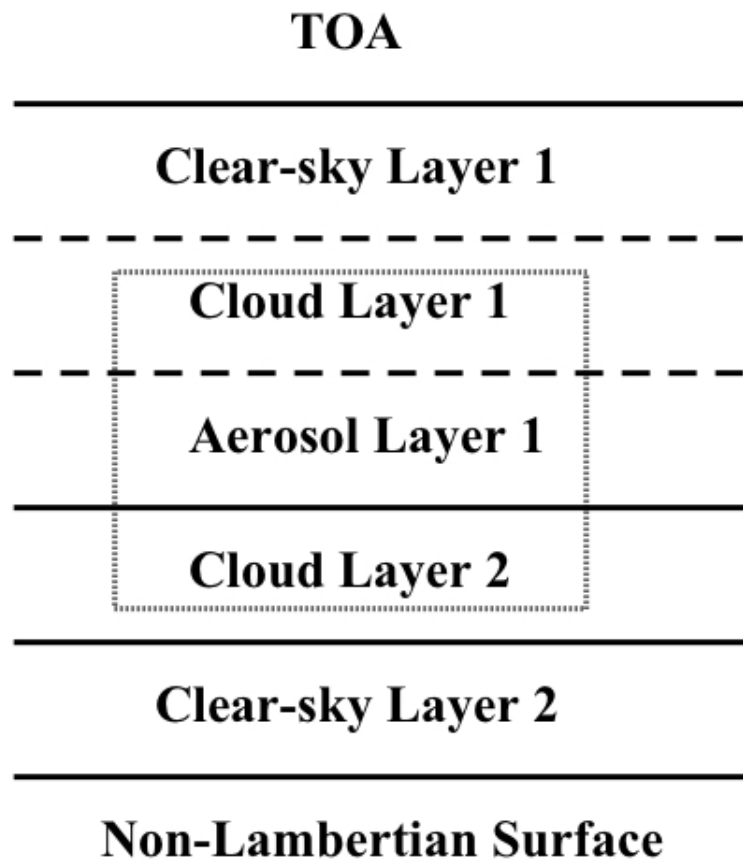 TOA
Clear-sky Layer 1
Cloud Layer 1
Aerosol Layer 1
Cloud Layer 2
Clear-sky Layer 2
Non-Lambertian Surface